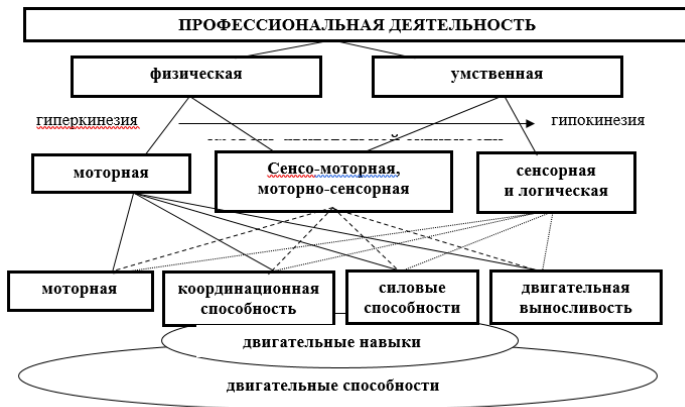 ПРОФЕССИОНАЛЬНАЯ ДЕЯТЕЛЬНОСТЬ
физическая
умственная
гиперкинезия
гипокинезия
моторная
Сенсо-моторная,
моторно-сенсорная
сенсорная
и логическая
моторная
координационная
способность
силовые
способности
двигательная
выносливость
двигательные навыки
двигательные способности